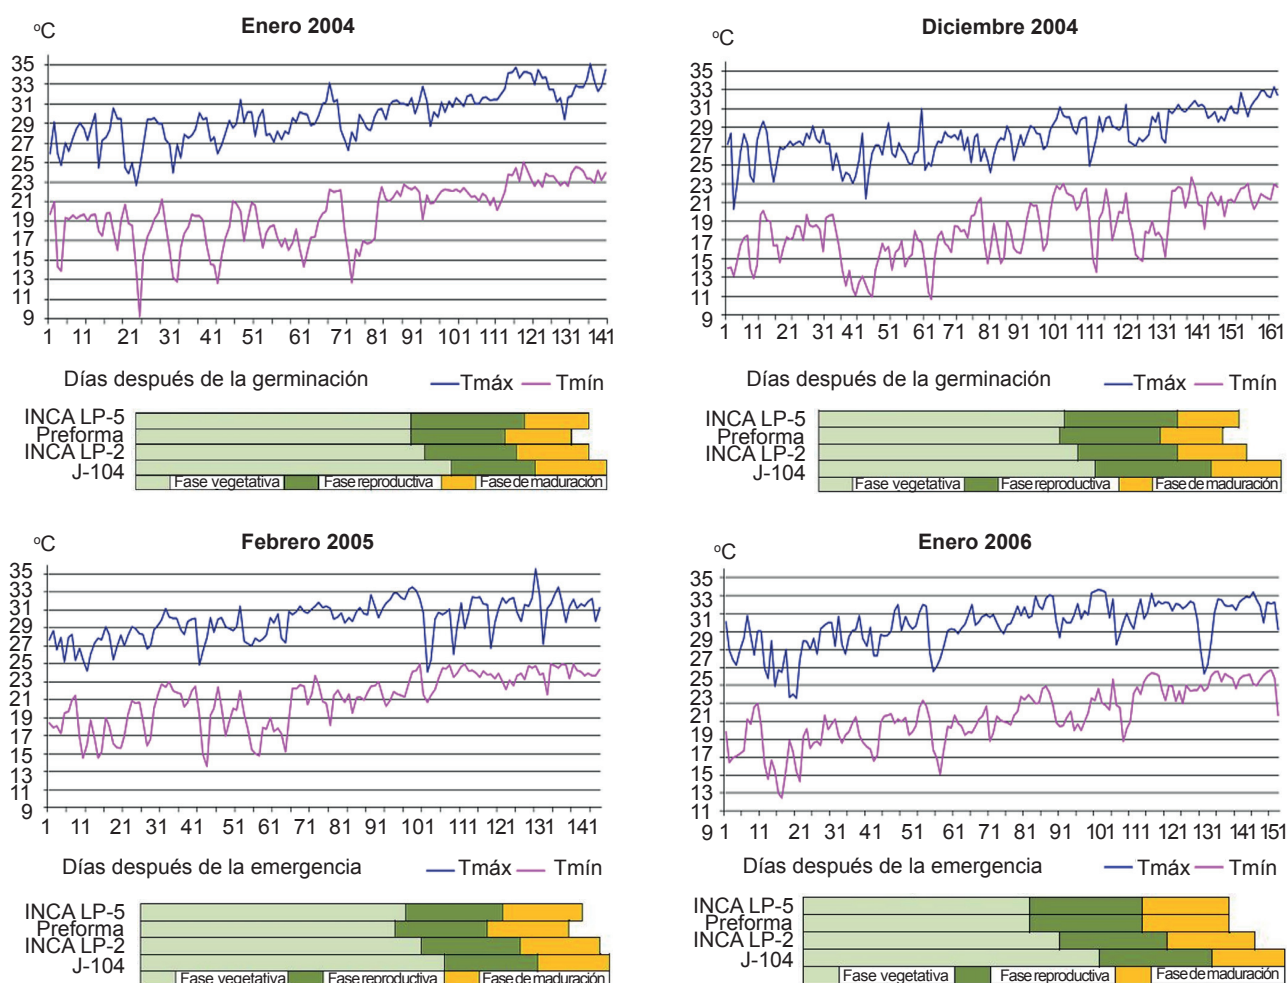 Enero 2004
°C
35
33
31
29
27
25
23
21
19
17
15
13
11
9
1 11 21 31 41 51 61 71 81 91 101 111 121 131 141
Días después de la germinación Tmáx Tmín
INCA LP-5
Preforma
INCA LP-2
J-104
Fase vegetativa Fase reproductiva Fase de maduración
Diciembre 2004
°C
35
33
31
29
27
25
23
21
19
17
15
13
11
9
1 11 21 31 41 51 61 71 81 91 101 111 121 131 141 151 161
Días después de la germinación Tmáx Tmín
INCA LP-5
Preforma
INCA LP-2
J-104
Fase vegetativa Fase reproductiva Fase de maduración
Febrero 2005
°C
35
33
31
29
27
25
23
21
19
17
15
13
11
9
1 11 21 31 41 51 61 71 81 91 101 111 121 131 141
Días después de la emergencia Tmáx Tmín
INCA LP-5
Preforma
INCA LP-2
J-104
Fase vegetativa Fase reproductiva Fase de maduración
Enero 2006
°C
35
33
31
29
27
25
23
21
19
17
15
13
11
9 1 11 21 31 41 51 61 71 81 91 101 111 121 131 141 151
Días después de la emergencia Tmáx Tmín
INCA LP-5
Preforma
INCA LP-2
J-104
Fase vegetativa Fase reproductiva Fase de maduración